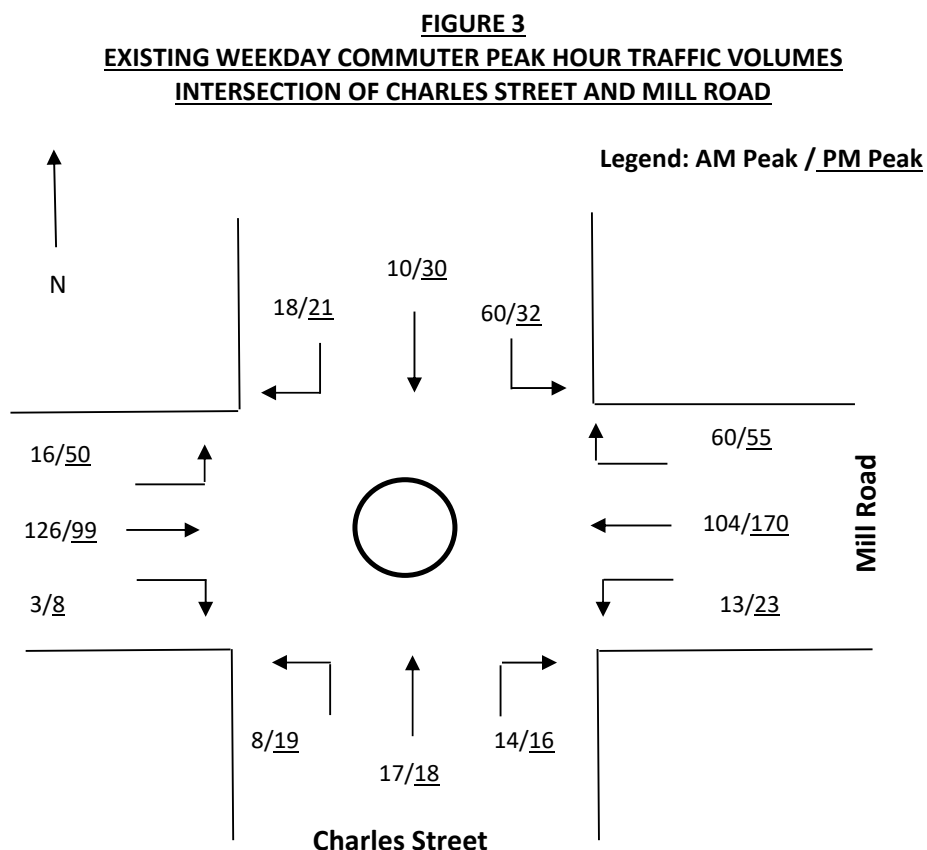 FIGURE 3
EXISTING WEEKDAY COMMUTER PEAK HOUR TRAFFIC VOLUMES
INTERSECTION OF CHARLES STREET AND MILL ROAD
Legend: AM Peak / PM Peak
N
10/30
18/21
60/32
16/50
60/55
126/99
104/170
Mill Road
3/8
13/23
8/19
14/16
17/18
Charles Street